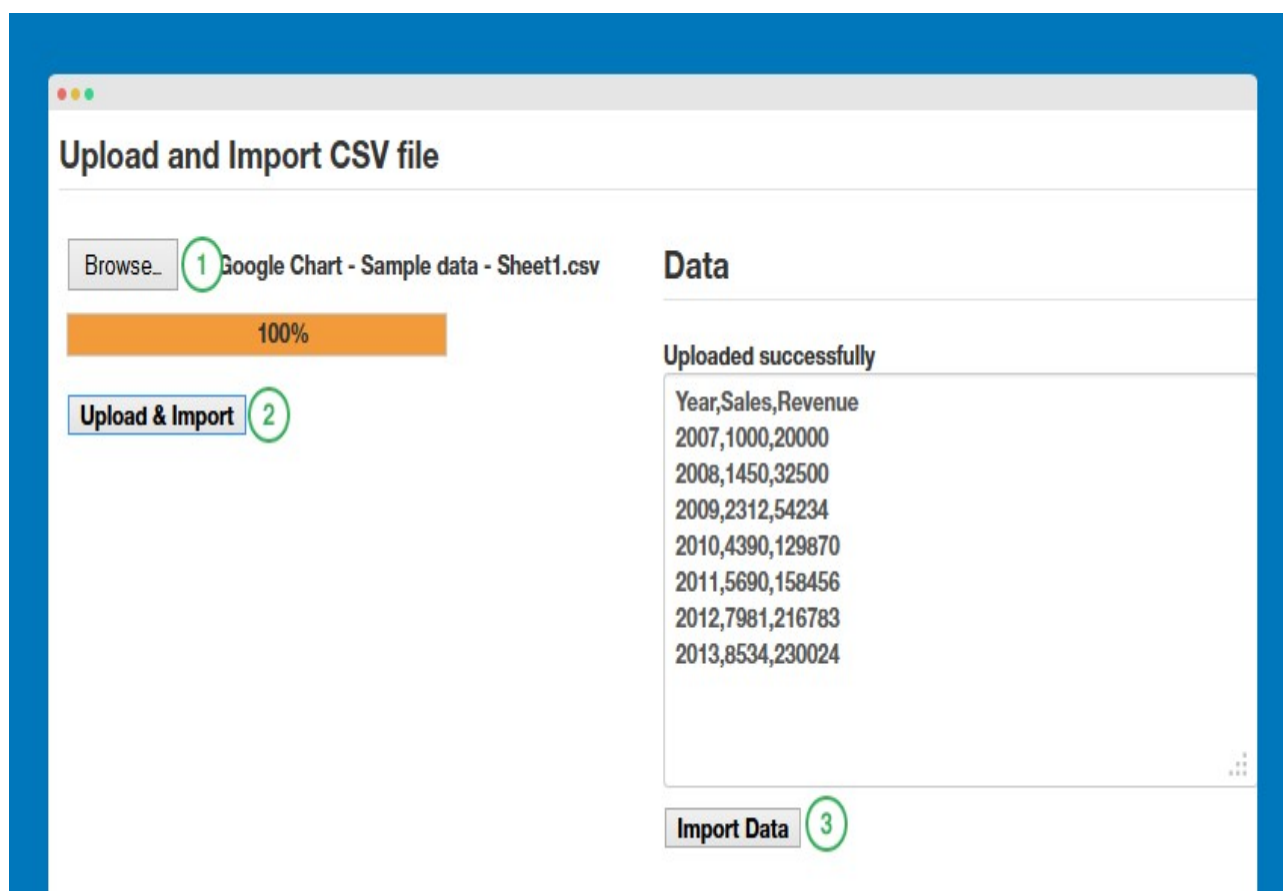 Upload and Import CSV file
Browse_ 1 Google Chart - Sample data - Sheet1.csv
100%
Upload & Import 2
Data
Uploaded successfully
Year,Sales,Revenue
2007,1000,20000
2008,1450,32500
2009,2312,54234
2010,4390,129870
2011,5690,158456
2012,7981,216783
2013,8534,230024
Import Data 3